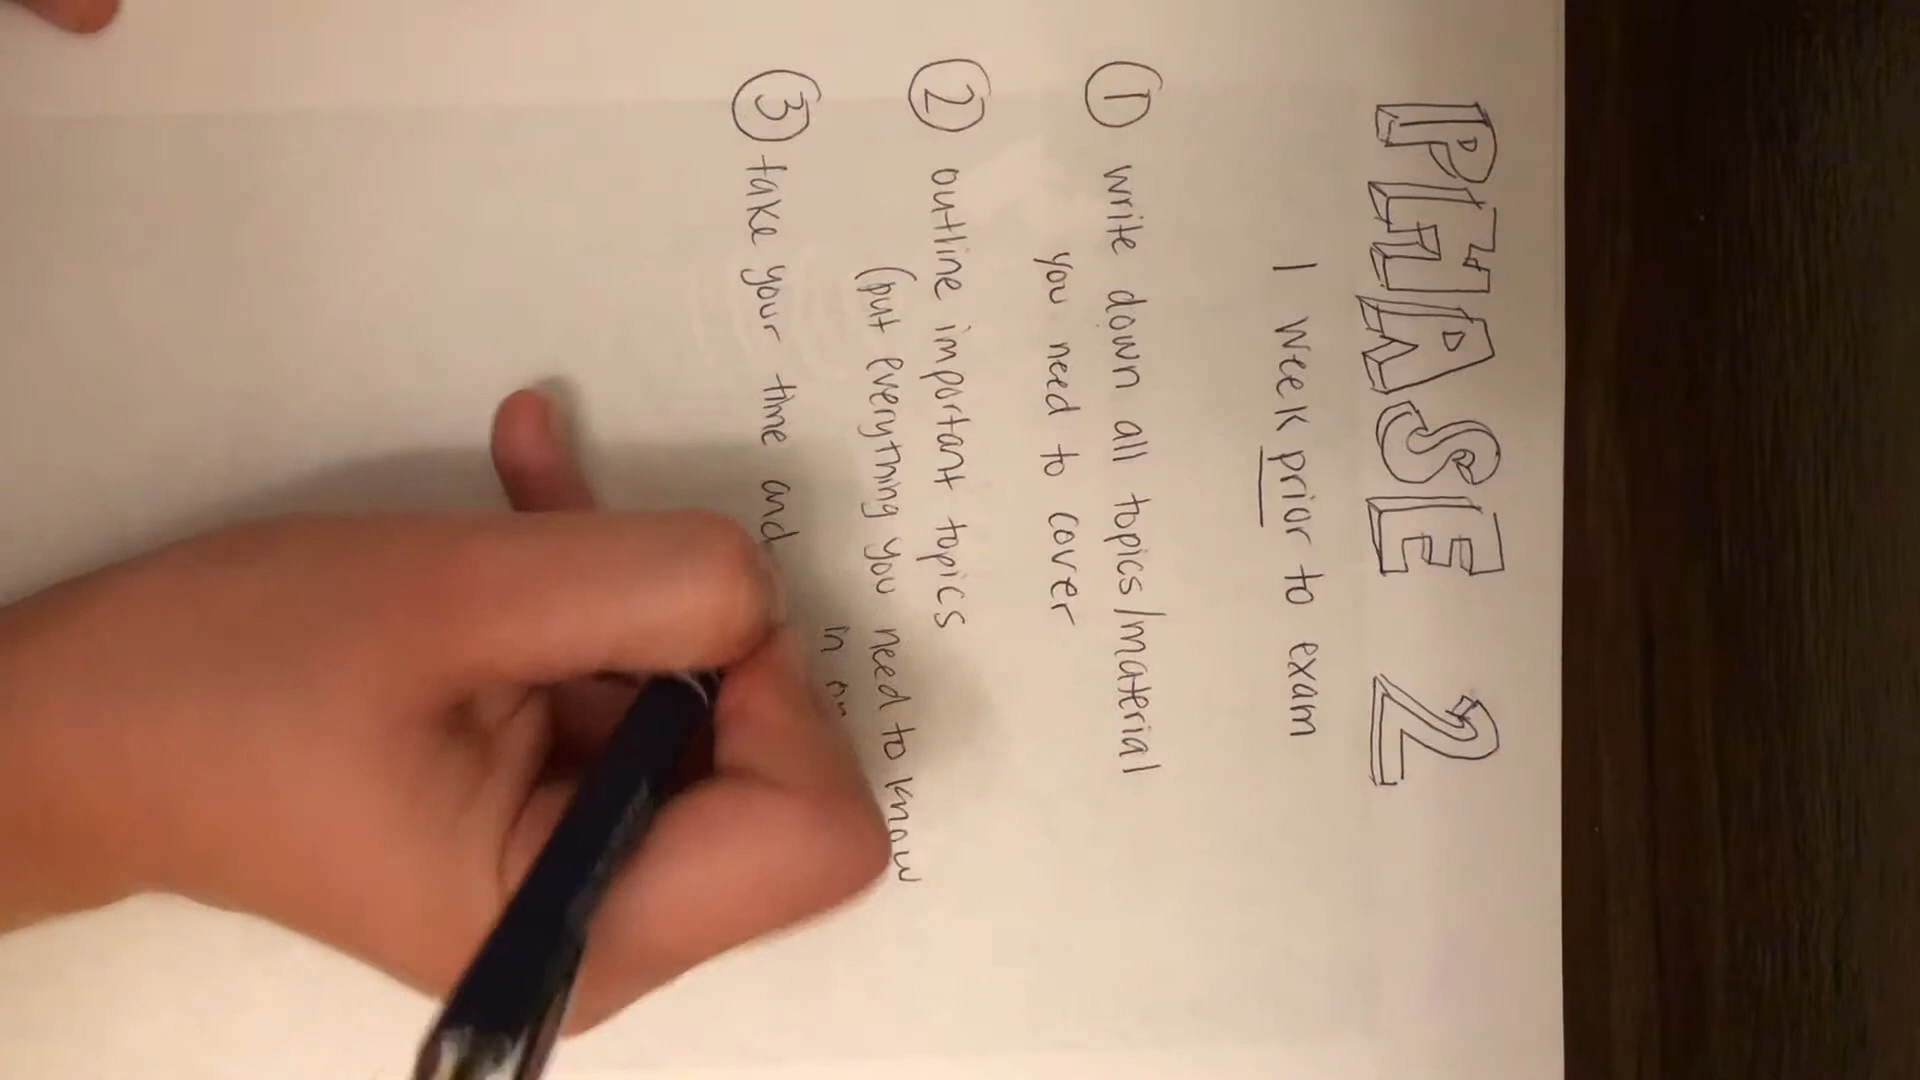 PHASE 2
1 week prior to exam
① write down all topics/material
you need to cover
② outline important topics
(put everything you need to know
in
③ take your time and